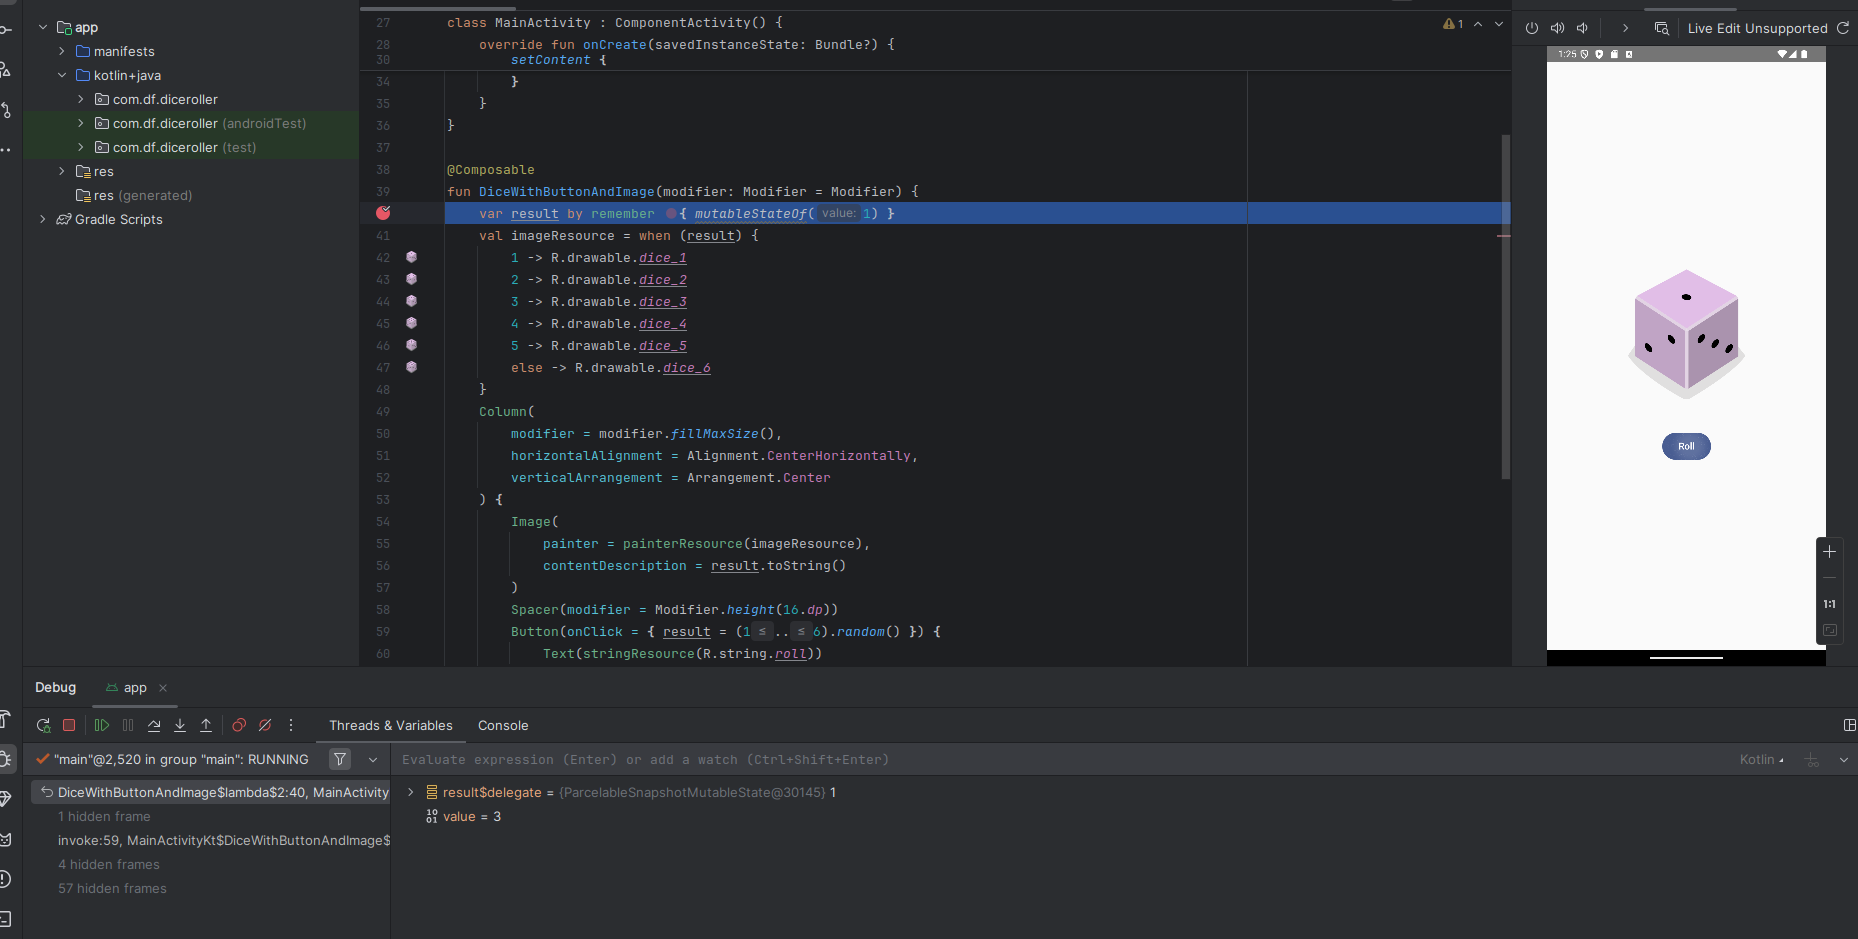 app
manifests
kotlin+java
com.df.diceroller
com.df.diceroller (androidTest)
com.df.diceroller (test)
res
res (generated)
Gradle Scripts
27 class MainActivity : ComponentActivity() {
28 override fun onCreate(savedInstanceState: Bundle?) {
30 setContent {
34 }
35 }
36 }
37
38 @Composable
39 fun DiceWithButtonAndImage(modifier: Modifier = Modifier) {
var result by remember { mutableStateOf( value: 1) }
41 val imageResource = when (result) {
42 1 -> R.drawable.dice_1
43 2 -> R.drawable.dice_2
44 3 -> R.drawable.dice_3
45 4 -> R.drawable.dice_4
46 5 -> R.drawable.dice_5
47 else -> R.drawable.dice_6
48 }
49 Column(
50 modifier = modifier.fillMaxSize(),
51 horizontalAlignment = Alignment.CenterHorizontally,
52 verticalArrangement = Arrangement.Center
53 ) {
54 Image(
55 painter = painterResource(imageResource),
56 contentDescription = result.toString()
57 )
58 Spacer(modifier = Modifier.height(16.dp))
59 Button(onClick = { result = (1 ≤ .. ≤ 6).random() }) {
60 Text(stringResource(R.string.roll))
1
Live Edit Unsupported
1:25
Roll
1:1
Debug app
Threads & Variables Console
"main"@2,520 in group "main": RUNNING
Evaluate expression (Enter) or add a watch (Ctrl+Shift+Enter)
Kotlin
DiceWithButtonAndImage$lambda$2:40, MainActivity
1 hidden frame
invoke:59, MainActivityKt$DiceWithButtonAndImage$
4 hidden frames
57 hidden frames
result$delegate = {ParcelableSnapshotMutableState@30145} 1
10
01 value = 3